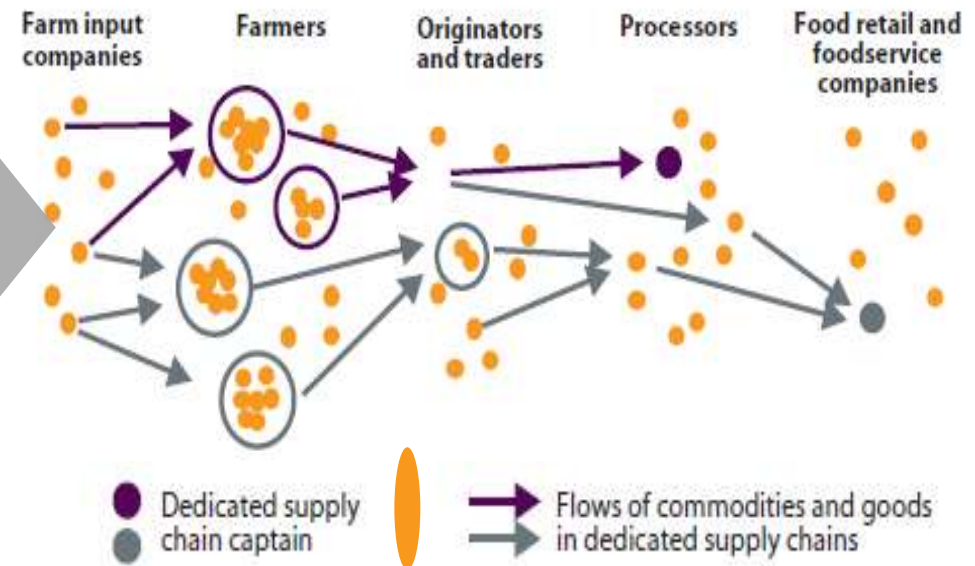 Farm input
companies
Farmers
Originators
and traders
Processors
Food retail and
foodservice
companies
Dedicated supply
chain captain
Flows of commodities and goods
in dedicated supply chains